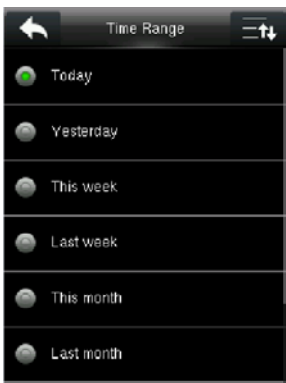 Time Range
Today
Yesterday
This week
Last week
This month
Last month